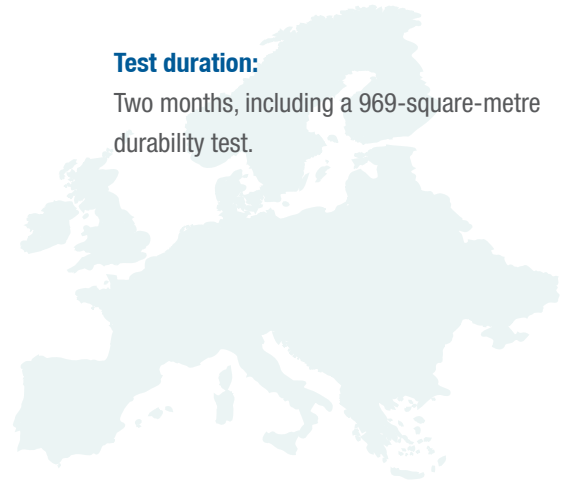 Test duration:
Two months, including a 969-square-metre
durability test.